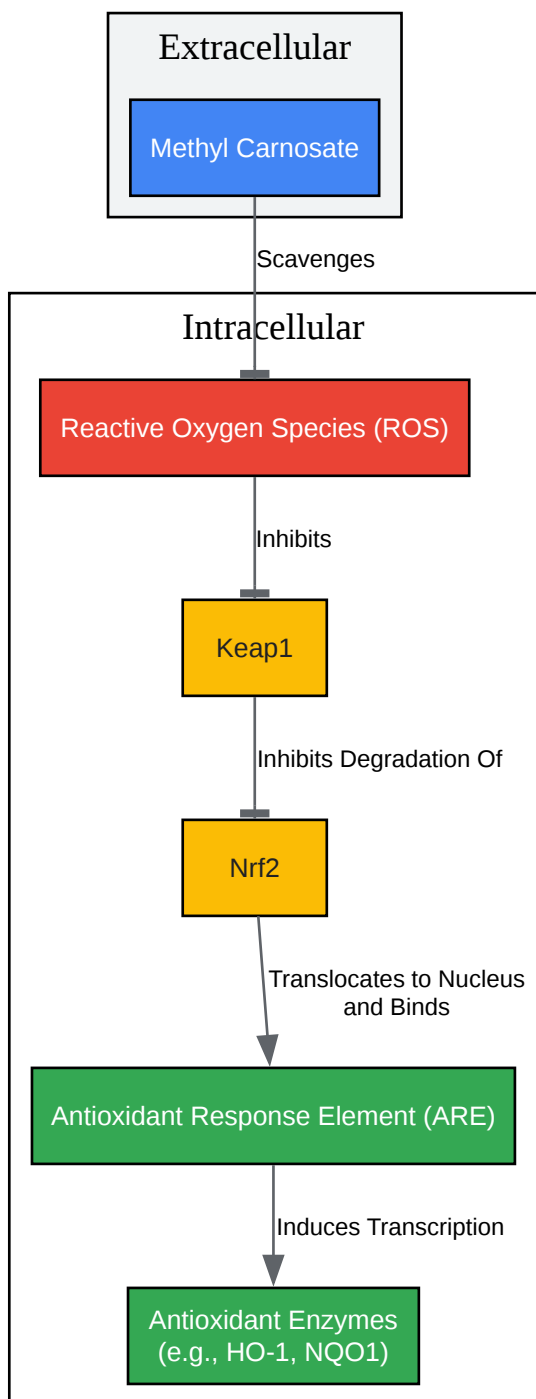 Extracellular
Methyl Carnosate
Scavenges
Intracellular
Reactive Oxygen Species (ROS)
Inhibits
Keap1
Inhibits Degradation Of
Nrf2
Translocates to Nucleus
and Binds
Antioxidant Response Element (ARE)
Induces Transcription
Antioxidant Enzymes
(e.g., HO-1, NQO1)